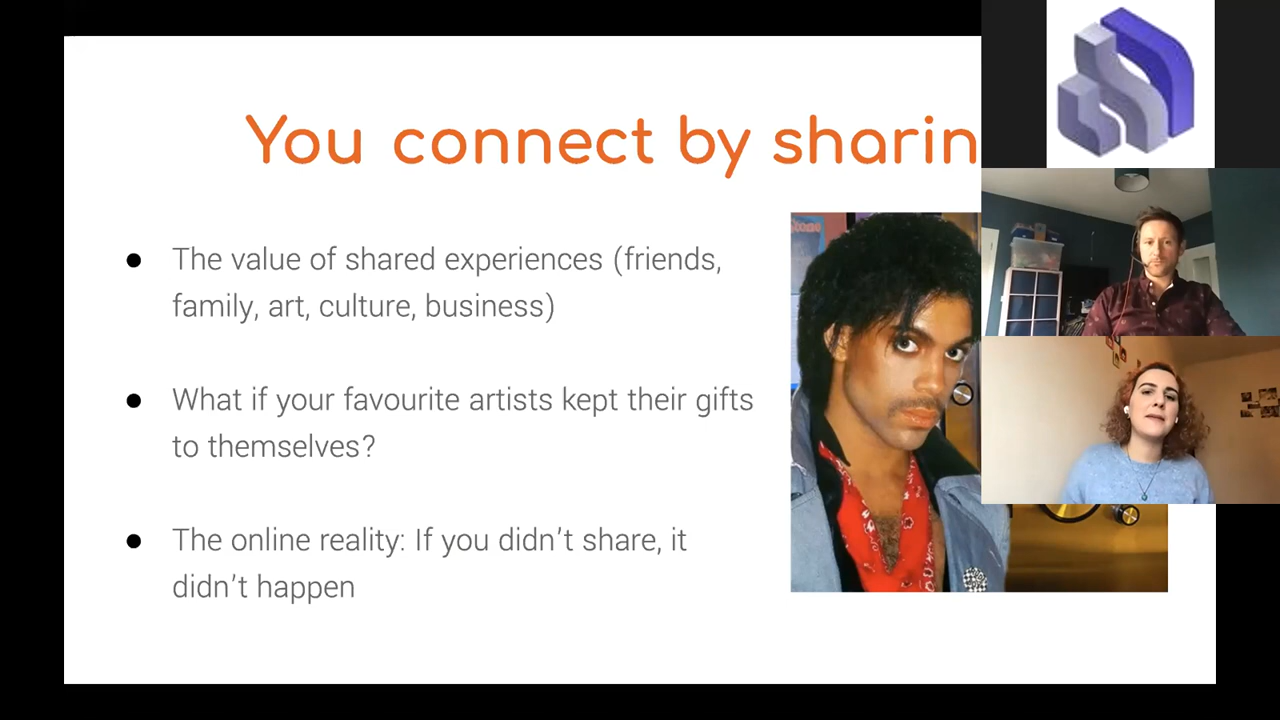 You connect by sharin
The value of shared experiences (friends,
family, art, culture, business)
What if your favourite artists kept their gifts
to themselves?
The online reality: If you didn't share, it
didn't happen